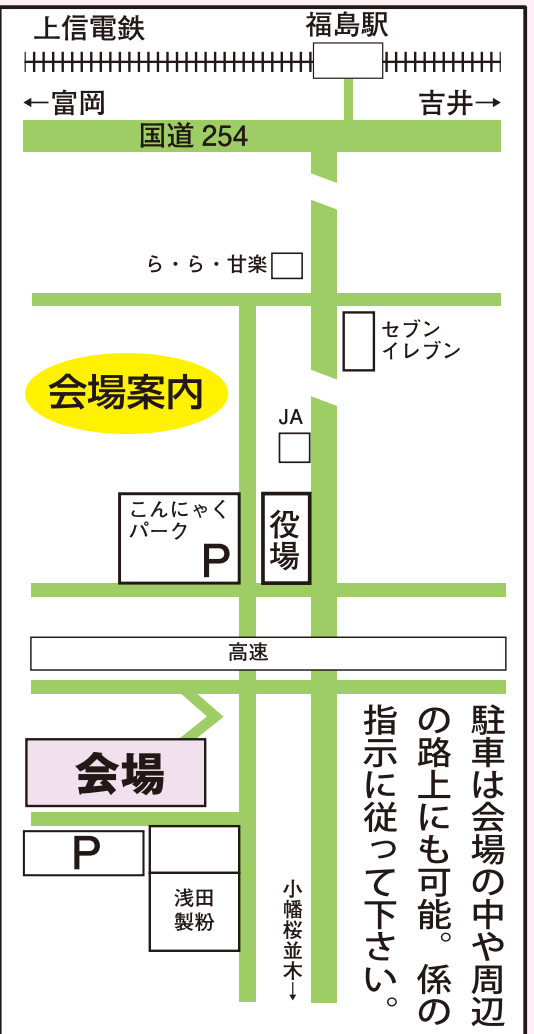 上信電鉄
福島駅
←富岡
吉井→
国道 254
ら・ら・甘楽
セブン
イレブン
会場案内
JA
こんにゃく
パーク
P
役場
高速
会場
P
浅田
製粉
小幡桜並木→
駐車は会場の中や周辺
の路上にも可能。係の
指示に従って下さい。